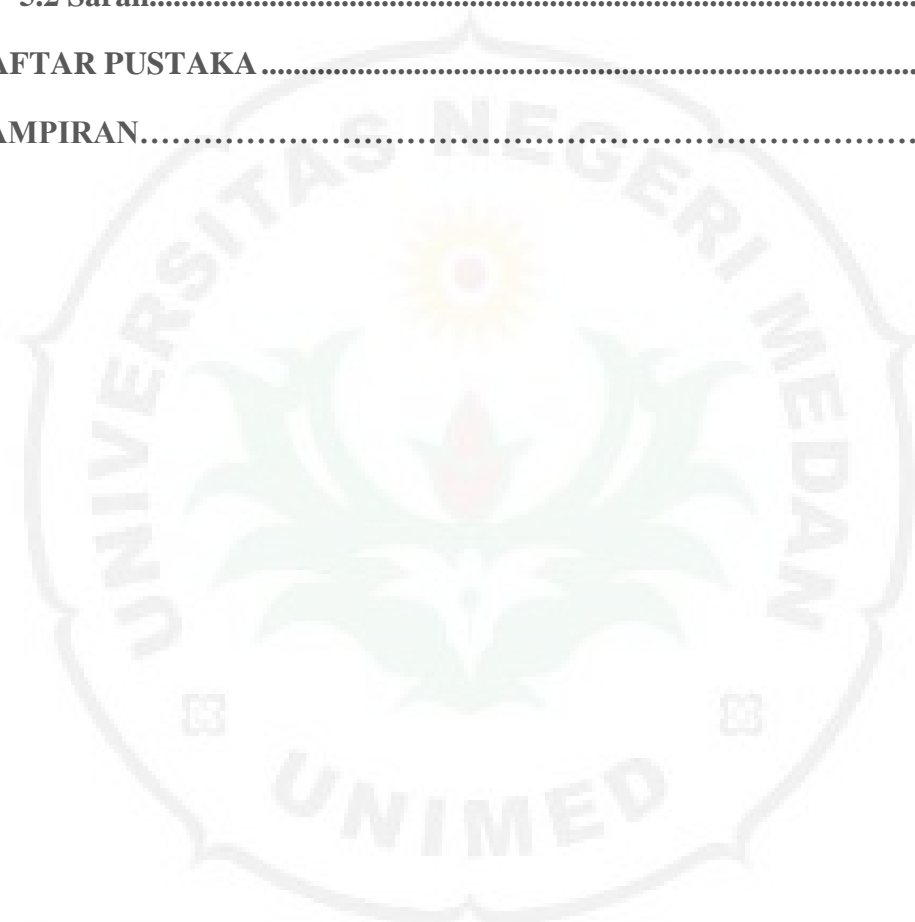 5.2 Saran........................................................................................
AFTAR PUSTAKA ........................................................................
AMPIRAN……………………………………………………………………
UNIVERSITAS NEGERI MEDAN
UNIMED